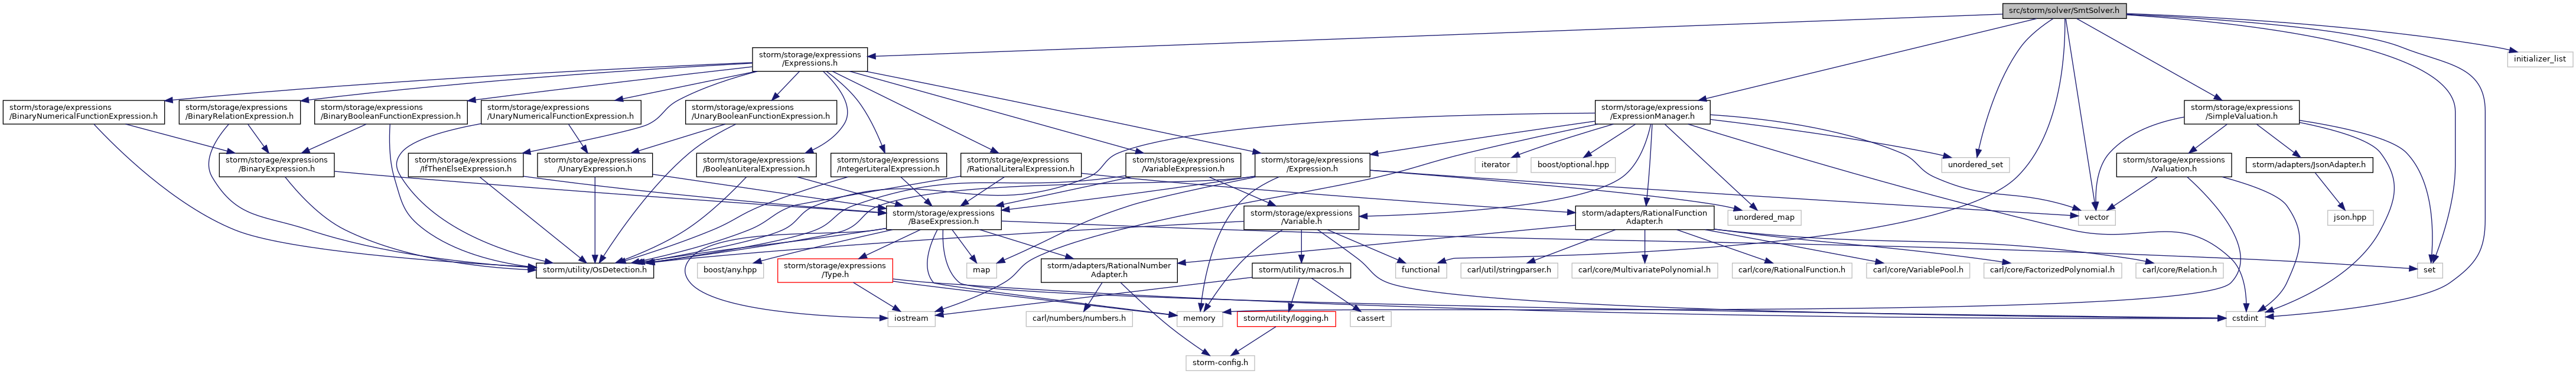 src/storm/solver/SmtSolver.h
storm/storage/expressions
/Expressions.h
initializer_list
storm/storage/expressions
/BinaryNumericalFunctionExpression.h
storm/storage/expressions
/BinaryRelationExpression.h
storm/storage/expressions
/BinaryBooleanFunctionExpression.h
storm/storage/expressions
/UnaryNumericalFunctionExpression.h
storm/storage/expressions
/UnaryBooleanFunctionExpression.h
storm/storage/expressions
/ExpressionManager.h
storm/storage/expressions
/SimpleValuation.h
storm/storage/expressions
/BinaryExpression.h
storm/storage/expressions
/IfThenElseExpression.h
storm/storage/expressions
/UnaryExpression.h
storm/storage/expressions
/BooleanLiteralExpression.h
storm/storage/expressions
/IntegerLiteralExpression.h
storm/storage/expressions
/RationalLiteralExpression.h
storm/storage/expressions
/VariableExpression.h
storm/storage/expressions
/Expression.h
iterator
boost/optional.hpp
unordered_set
storm/storage/expressions
/Valuation.h
storm/adapters/JsonAdapter.h
storm/storage/expressions
/BaseExpression.h
storm/storage/expressions
/Variable.h
storm/adapters/RationalFunction
Adapter.h
unordered_map
vector
json.hpp
storm/utility/OsDetection.h
boost/any.hpp
storm/storage/expressions
/Type.h
map
storm/adapters/RationalNumber
Adapter.h
storm/utility/macros.h
functional
carl/util/stringparser.h
carl/core/MultivariatePolynomial.h
carl/core/RationalFunction.h
carl/core/VariablePool.h
carl/core/FactorizedPolynomial.h
carl/core/Relation.h
set
iostream
carl/numbers/numbers.h
memory
storm/utility/logging.h
cassert
cstdint
storm-config.h